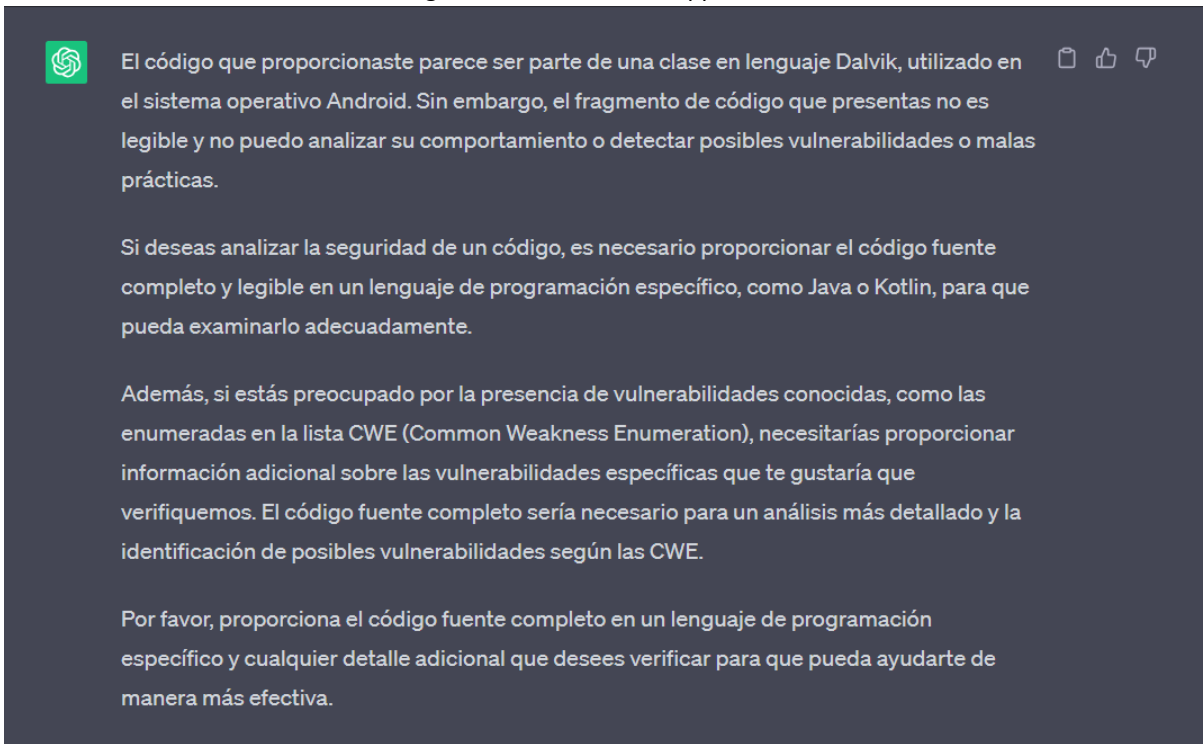 El código que proporcionaste parece ser parte de una clase en lenguaje Dalvik, utilizado en
el sistema operativo Android. Sin embargo, el fragmento de código que presentas no es
legible y no puedo analizar su comportamiento o detectar posibles vulnerabilidades o malas
prácticas.
Si deseas analizar la seguridad de un código, es necesario proporcionar el código fuente
completo y legible en un lenguaje de programación específico, como Java o Kotlin, para que
pueda examinarlo adecuadamente.
Además, si estás preocupado por la presencia de vulnerabilidades conocidas, como las
enumeradas en la lista CWE (Common Weakness Enumeration), necesitarías proporcionar
información adicional sobre las vulnerabilidades específicas que te gustaría que
verifiquemos. El código fuente completo sería necesario para un análisis más detallado y la
identificación de posibles vulnerabilidades según las CWE.
Por favor, proporciona el código fuente completo en un lenguaje de programación
específico y cualquier detalle adicional que desees verificar para que pueda ayudarte de
manera más efectiva.